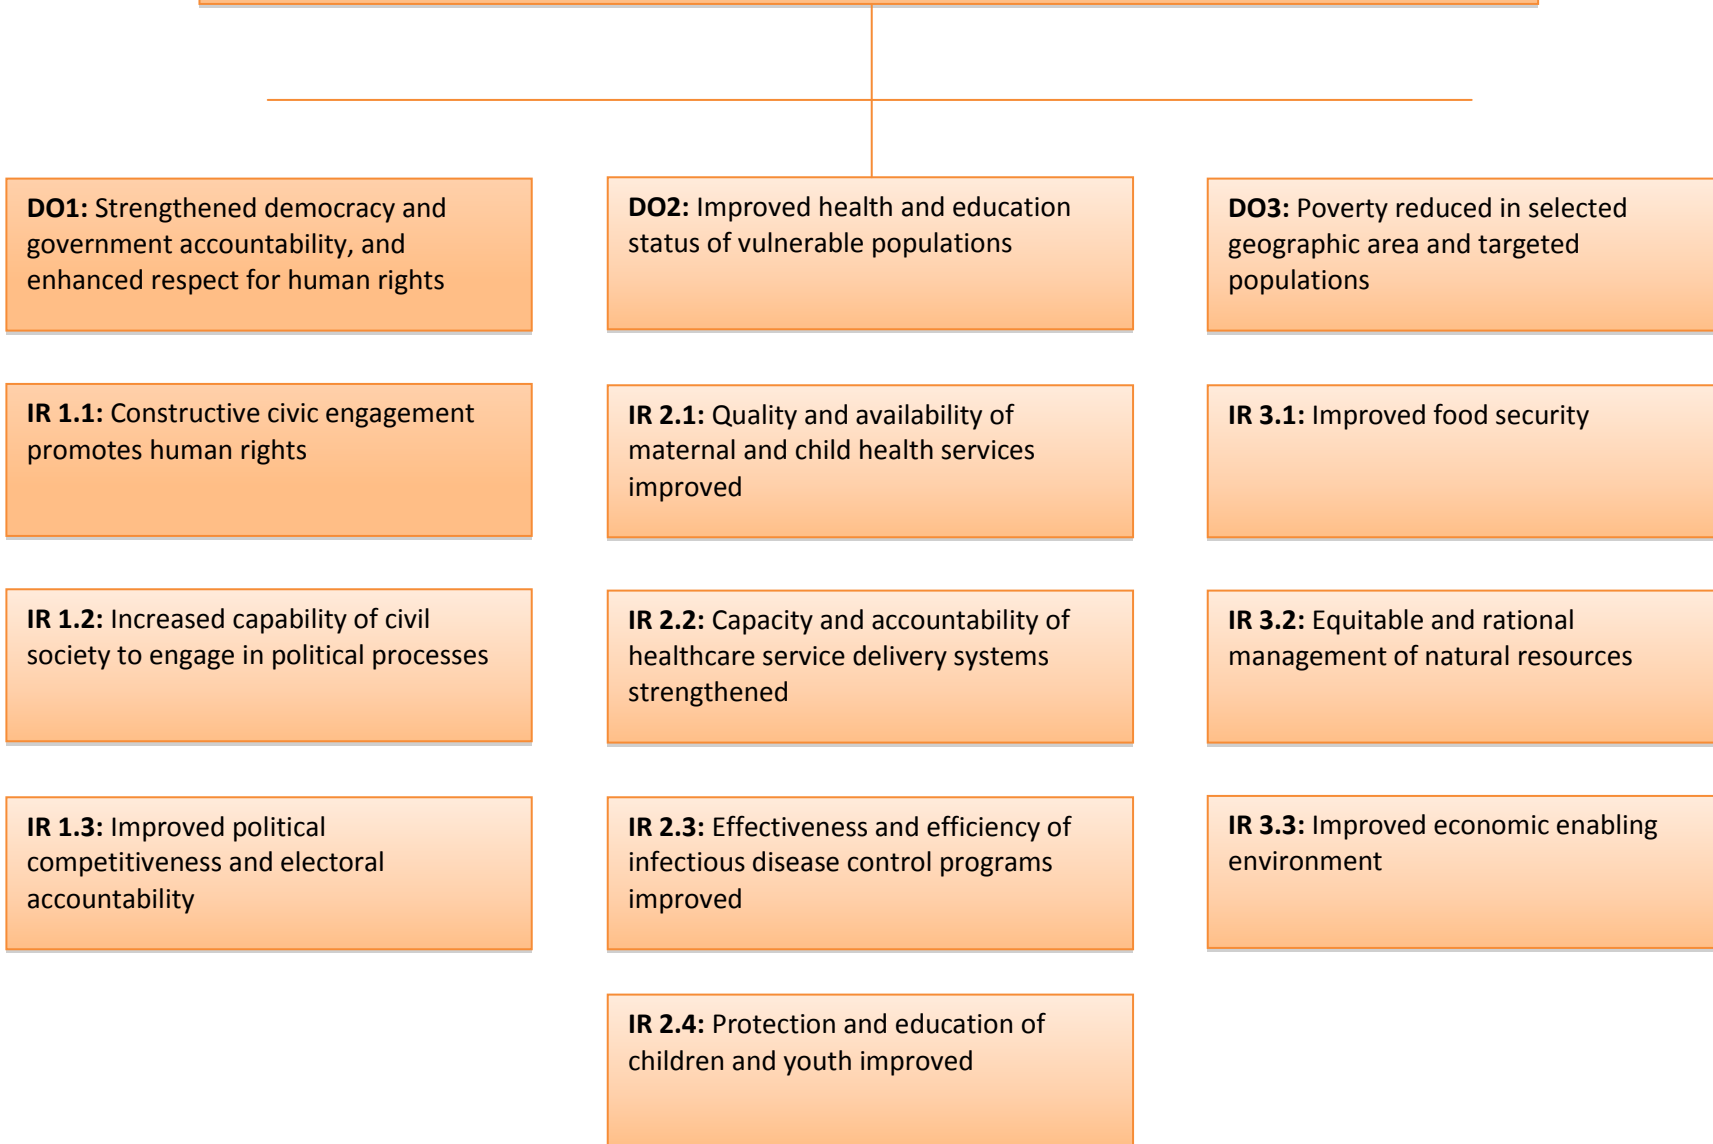 DO1: Strengthened democracy and
government accountability, and
enhanced respect for human rights
DO2: Improved health and education
status of vulnerable populations
DO3: Poverty reduced in selected
geographic area and targeted
populations
IR 1.1: Constructive civic engagement
promotes human rights
IR 2.1: Quality and availability of
maternal and child health services
improved
IR 3.1: Improved food security
IR 1.2: Increased capability of civil
society to engage in political processes
IR 2.2: Capacity and accountability of
healthcare service delivery systems
strengthened
IR 3.2: Equitable and rational
management of natural resources
IR 1.3: Improved political
competitiveness and electoral
accountability
IR 2.3: Effectiveness and efficiency of
infectious disease control programs
improved
IR 3.3: Improved economic enabling
environment
IR 2.4: Protection and education of
children and youth improved